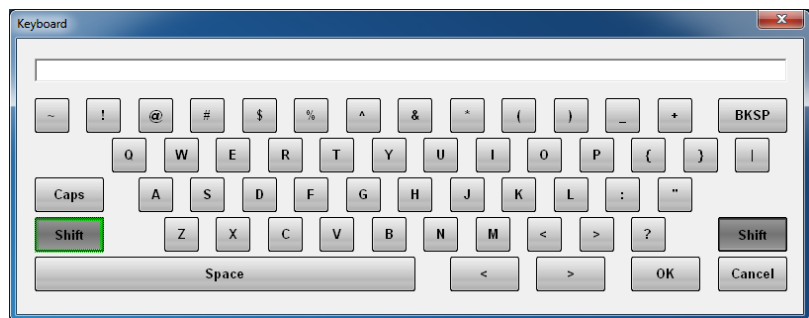 Keyboard
~ ! @ # $ % ^ & * ( ) _ + BKSP
Q W E R T Y U I O P { } |
Caps A S D F G H J K L : "
Shift Z X C V B N M < > ? Shift
Space < > OK Cancel